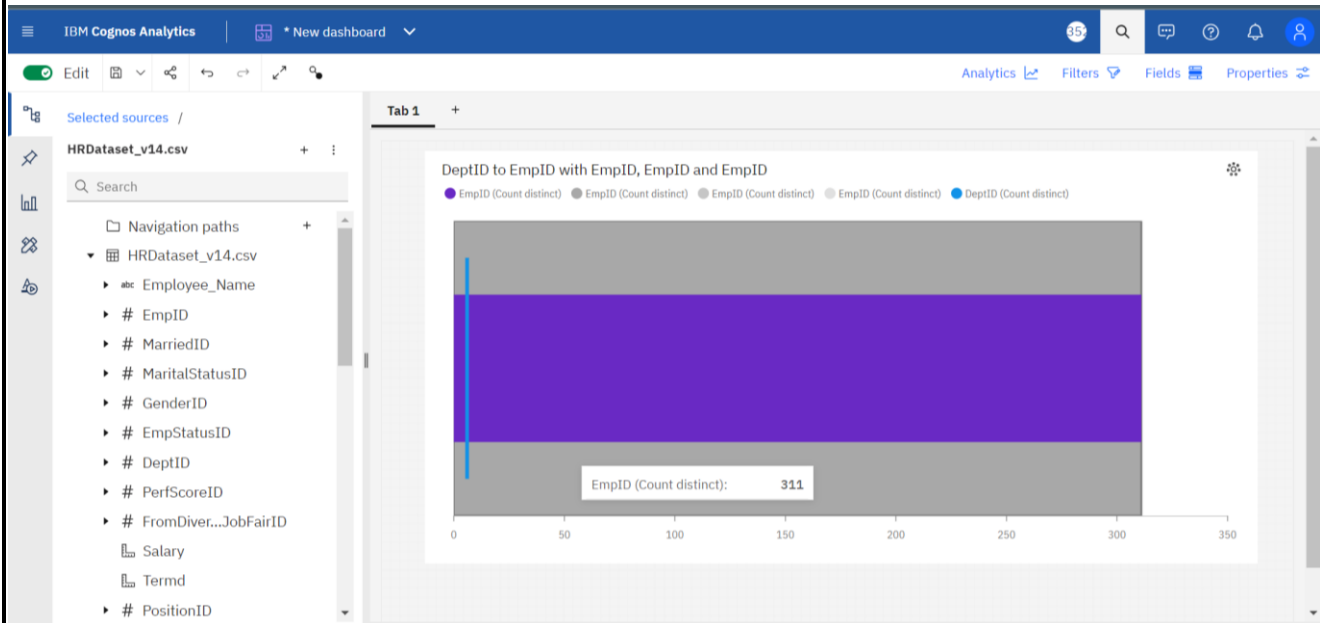 IBM Cognos Analytics
* New dashboard
Edit
Analytics
Filters
Fields
Properties
Selected sources /
HRDataset_v14.csv
Search
Navigation paths
HRDataset_v14.csv
abc Employee_Name
# EmpID
# MarriedID
# MaritalStatusID
# GenderID
# EmpStatusID
# DeptID
# PerfScoreID
# FromDiver...JobFairID
Salary
Termd
# PositionID
Tab 1 +
DeptID to EmpID with EmpID, EmpID and EmpID
EmpID (Count distinct) EmpID (Count distinct) EmpID (Count distinct) EmpID (Count distinct) DeptID (Count distinct)
EmpID (Count distinct): 311
0 50 100 150 200 250 300 350